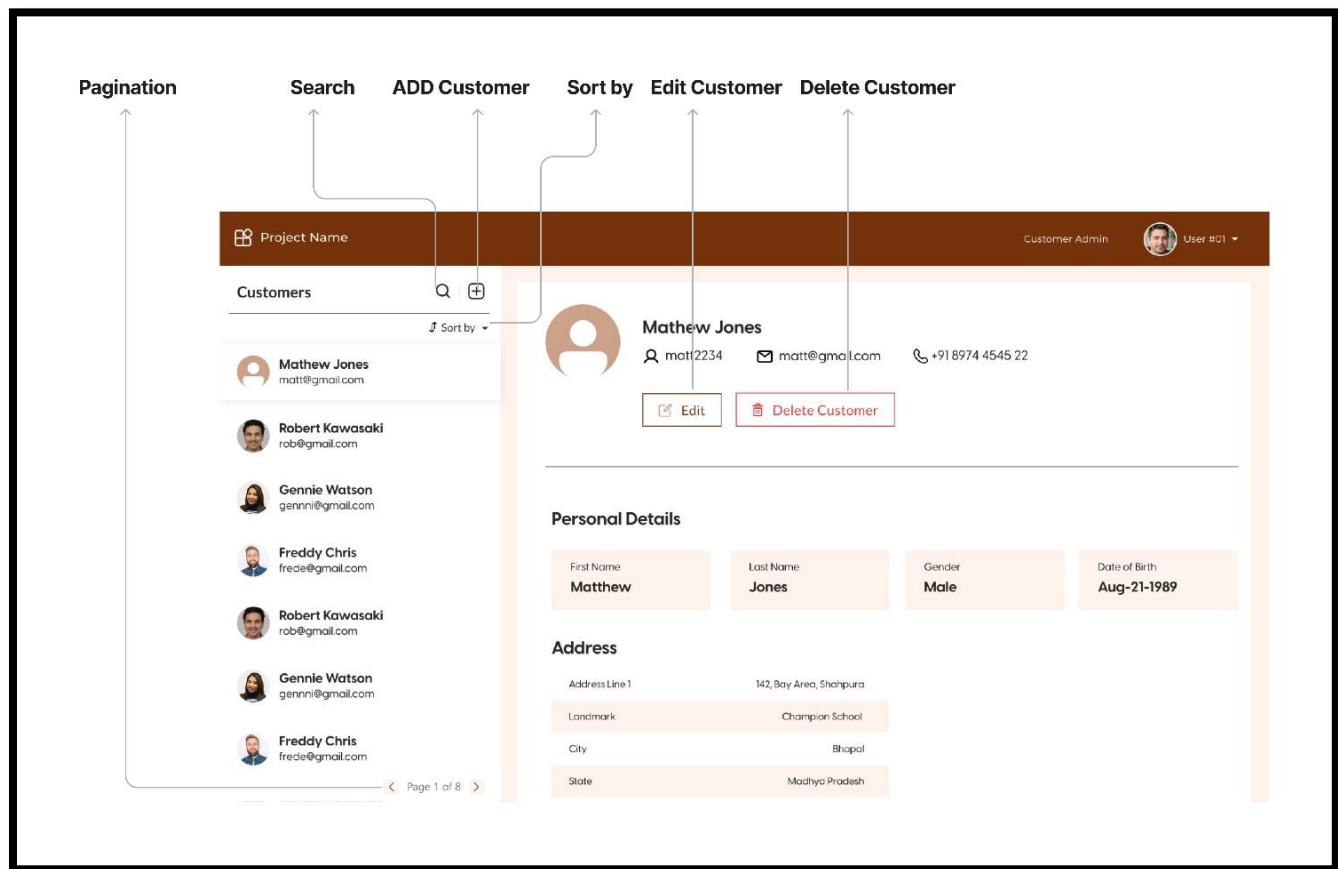 Pagination Search ADD Customer Sort by Edit Customer Delete Customer
Project Name Customer Admin User #01
Customers
Sort by
Mathew Jones
matt@gmail.com
Robert Kawasaki
rob@gmail.com
Gennie Watson
gennni@gmail.com
Freddy Chris
frede@gmail.com
Robert Kawasaki
rob@gmail.com
Gennie Watson
gennni@gmail.com
Freddy Chris
frede@gmail.com
Page 1 of 8
Mathew Jones
matt2234 matt@gmail.com +91 8974 4545 22
Edit Delete Customer
Personal Details
First Name Last Name Gender Date of Birth
Matthew Jones Male Aug-21-1989
Address
Address Line 1 142, Bay Area, Shahpura
Landmark Champion School
City Bhopal
State Madhya Pradesh